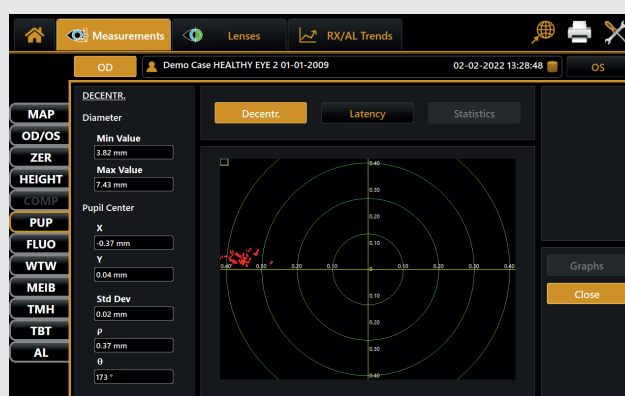 Measurements
Lenses
RX/AL Trends
OD
Demo Case HEALTHY EYE 2 01-01-2009
02-02-2022 13:28:48
OS
MAP
OD/OS
ZER
HEIGHT
COMP
PUP
FLUO
WTW
MEIB
TMH
TBT
AL
DECENTR.
Diameter
Min Value
3.82 mm
Max Value
7.43 mm
Pupil Center
X
-0.37 mm
Y
0.04 mm
Std Dev
0.02 mm
ρ
0.37 mm
θ
173 °
Decentr.
Latency
Statistics
0.40
0.30
0.20
0.10
0.40 0.30 0.20 0.10 0 0.10 0.20 0.30 0.40
0.10
0.20
0.30
0.40
Graphs
Close